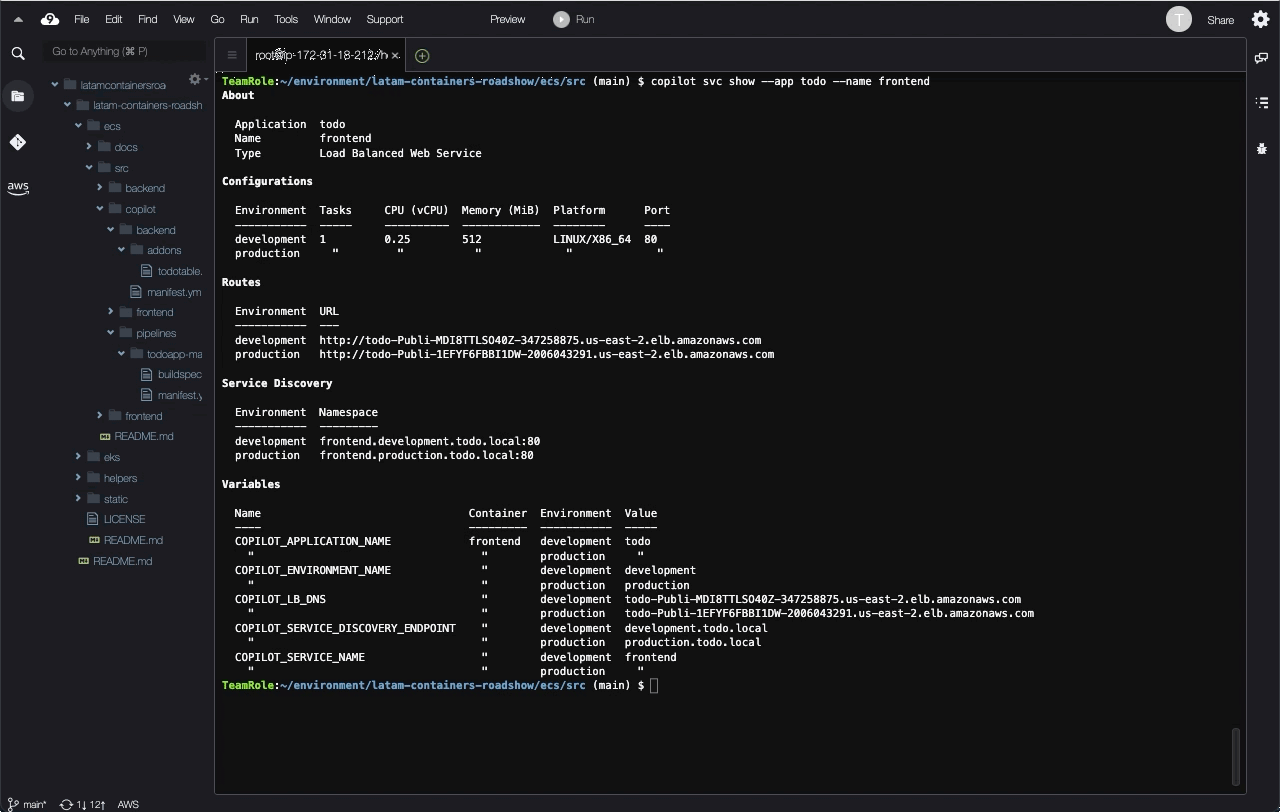 File Edit Find View Go Run Tools Window Support Preview Run T Share
Go to Anything (⌘ P)
latamcontainersroa
latam-containers-roadsh
ecs
docs
src
backend
copilot
backend
addons
todotable.
manifest.ym
frontend
pipelines
todoapp-ma
buildspec
manifest.y
frontend
README.md
eks
helpers
static
LICENSE
README.md
README.md
aws
TeamRole:~/environment/latam-containers-roadshow/ecs/src (main) $ copilot svc show --app todo --name frontend
About
Application todo
Name frontend
Type Load Balanced Web Service
Configurations
Environment Tasks CPU (vCPU) Memory (MiB) Platform Port
----------- ----- ---------- ------------ -------- ----
development 1 0.25 512 LINUX/X86_64 80
production " " " " "
Routes
Environment URL
----------- ---
development http://todo-Publi-MDI8TTLSO40Z-347258875.us-east-2.elb.amazonaws.com
production http://todo-Publi-1EFYF6FBBI1DW-2006043291.us-east-2.elb.amazonaws.com
Service Discovery
Environment Namespace
----------- ---------
development frontend.development.todo.local:80
production frontend.production.todo.local:80
Variables
Name Container Environment Value
---- --------- ----------- -----
COPILOT_APPLICATION_NAME frontend development todo
" " production "
COPILOT_ENVIRONMENT_NAME " development development
" " production production
COPILOT_LB_DNS " development todo-Publi-MDI8TTLSO40Z-347258875.us-east-2.elb.amazonaws.com
" " production todo-Publi-1EFYF6FBBI1DW-2006043291.us-east-2.elb.amazonaws.com
COPILOT_SERVICE_DISCOVERY_ENDPOINT " development development.todo.local
" " production production.todo.local
COPILOT_SERVICE_NAME " development frontend
" " production "
TeamRole:~/environment/latam-containers-roadshow/ecs/src (main) $
main* 1↓ 12↑ AWS